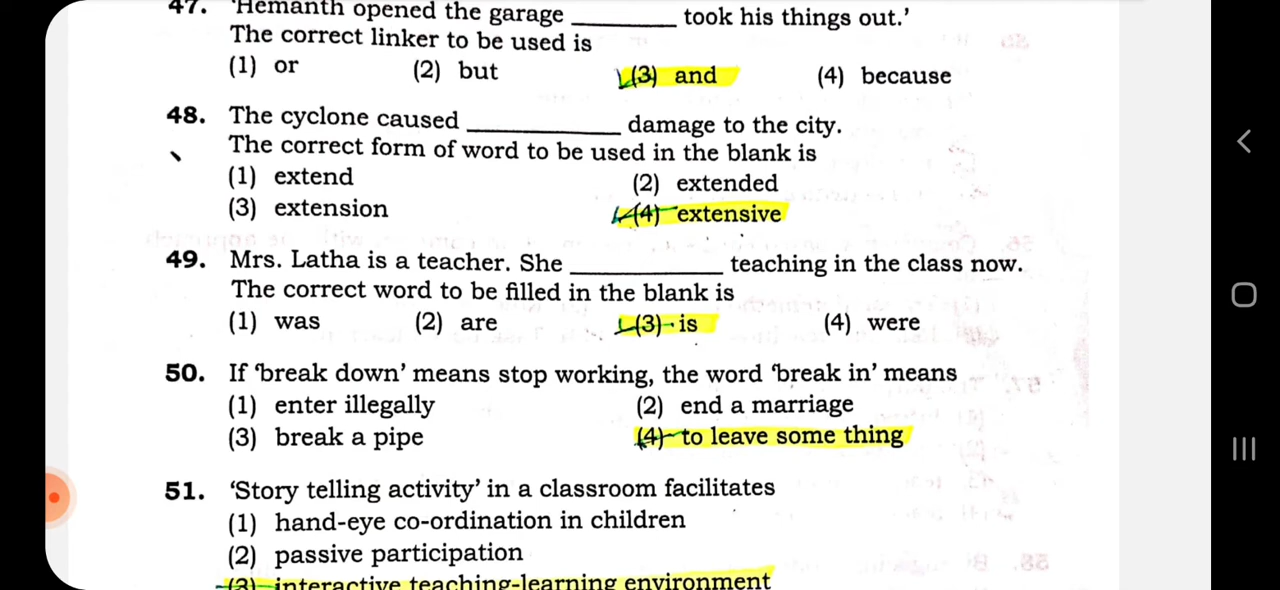 47. 'Hemanth opened the garage ________ took his things out.'
The correct linker to be used is
(1) or (2) but (3) and (4) because
48. The cyclone caused ____________ damage to the city.
The correct form of word to be used in the blank is
(1) extend (2) extended
(3) extension (4) extensive
49. Mrs. Latha is a teacher. She ____________ teaching in the class now.
The correct word to be filled in the blank is
(1) was (2) are (3) is (4) were
50. If 'break down' means stop working, the word 'break in' means
(1) enter illegally (2) end a marriage
(3) break a pipe (4) to leave some thing
51. 'Story telling activity' in a classroom facilitates
(1) hand-eye co-ordination in children
(2) passive participation
(3) interactive teaching-learning environment